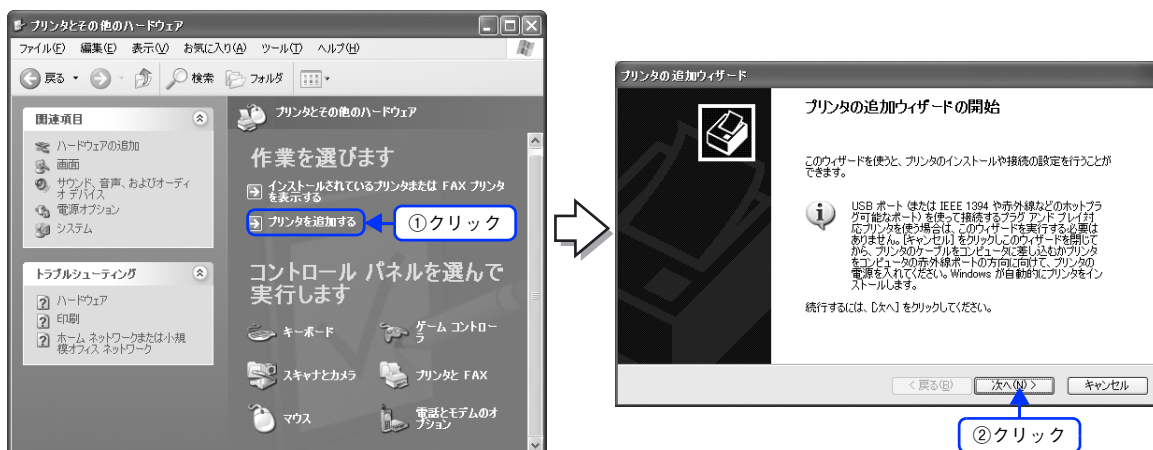 プリンタとその他のハードウェア
ファイル(F) 編集(E) 表示(V) お気に入り(A) ツール(T) ヘルプ(H)
戻る 検索 フォルダ
関連項目
ハードウェアの追加
画面
サウンド、音声、およびオーディ
オ デバイス
電源オプション
システム
トラブルシューティング
ハードウェア
印刷
ホーム ネットワークまたは小規
模オフィス ネットワーク
プリンタとその他のハードウェア
作業を選びます
インストールされているプリンタまたは FAX プリンタ
を表示する
プリンタを追加する
①クリック
コントロール パネルを選んで
実行します
キーボード
ゲーム コントロー
ラ
スキャナとカメラ
プリンタと FAX
マウス
電話とモデムのオ
プション
プリンタの追加ウィザード
プリンタの追加ウィザードの開始
このウィザードを使うと、プリンタのインストールや接続の設定を行うことが
できます。
USB ポート (または IEEE 1394 や赤外線などのホットプラ
グ可能なポート) を使って接続するプラグ アンド プレイ対
応プリンタを使う場合は、このウィザードを実行する必要は
ありません。[キャンセル] をクリックしこのウィザードを閉じて
から、プリンタのケーブルをコンピュータに差し込むかプリンタ
をコンピュータの赤外線ポートの方向に向けて、プリンタの
電源を入れてください。Windows が自動的にプリンタをイン
ストールします。
続行するには、[次へ] をクリックしてください。
< 戻る(B) 次へ(N) > キャンセル
②クリック